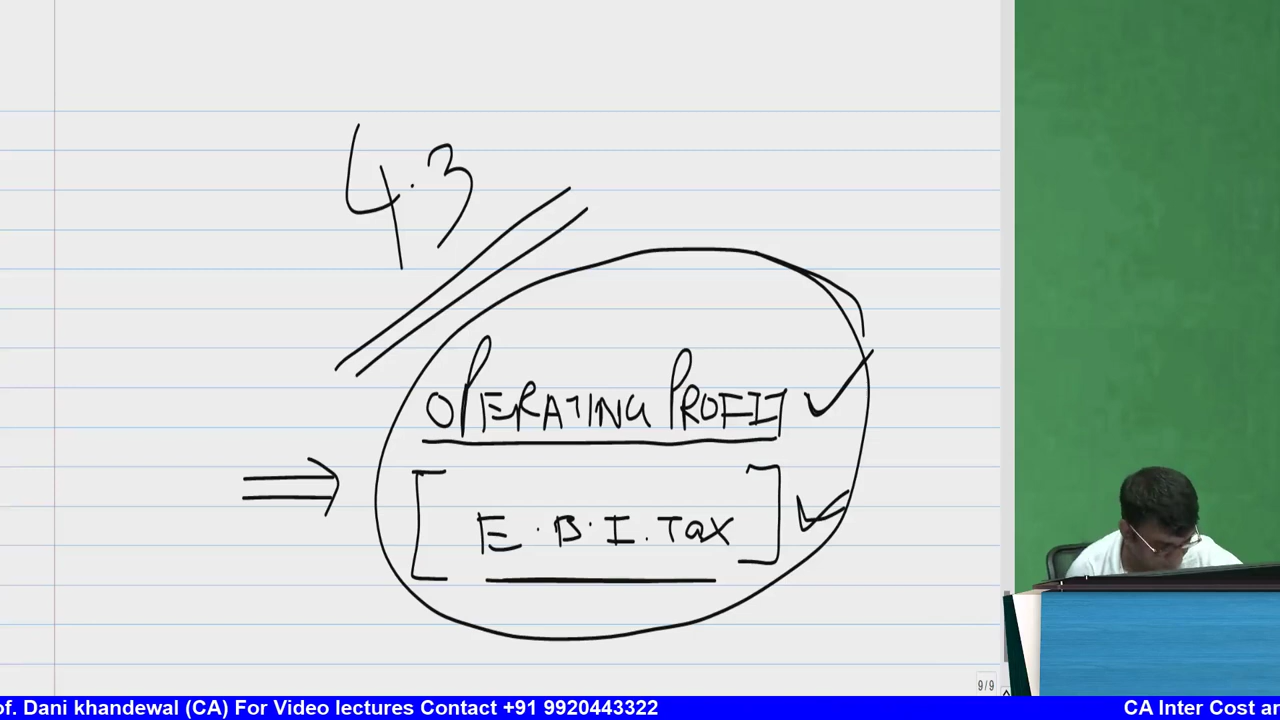 4.3
OPERATING PROFIT
[ E.B.I.Tax ]
9/9
of. Dani khandewal (CA) For Video lectures Contact +91 9920443322
CA Inter Cost ar